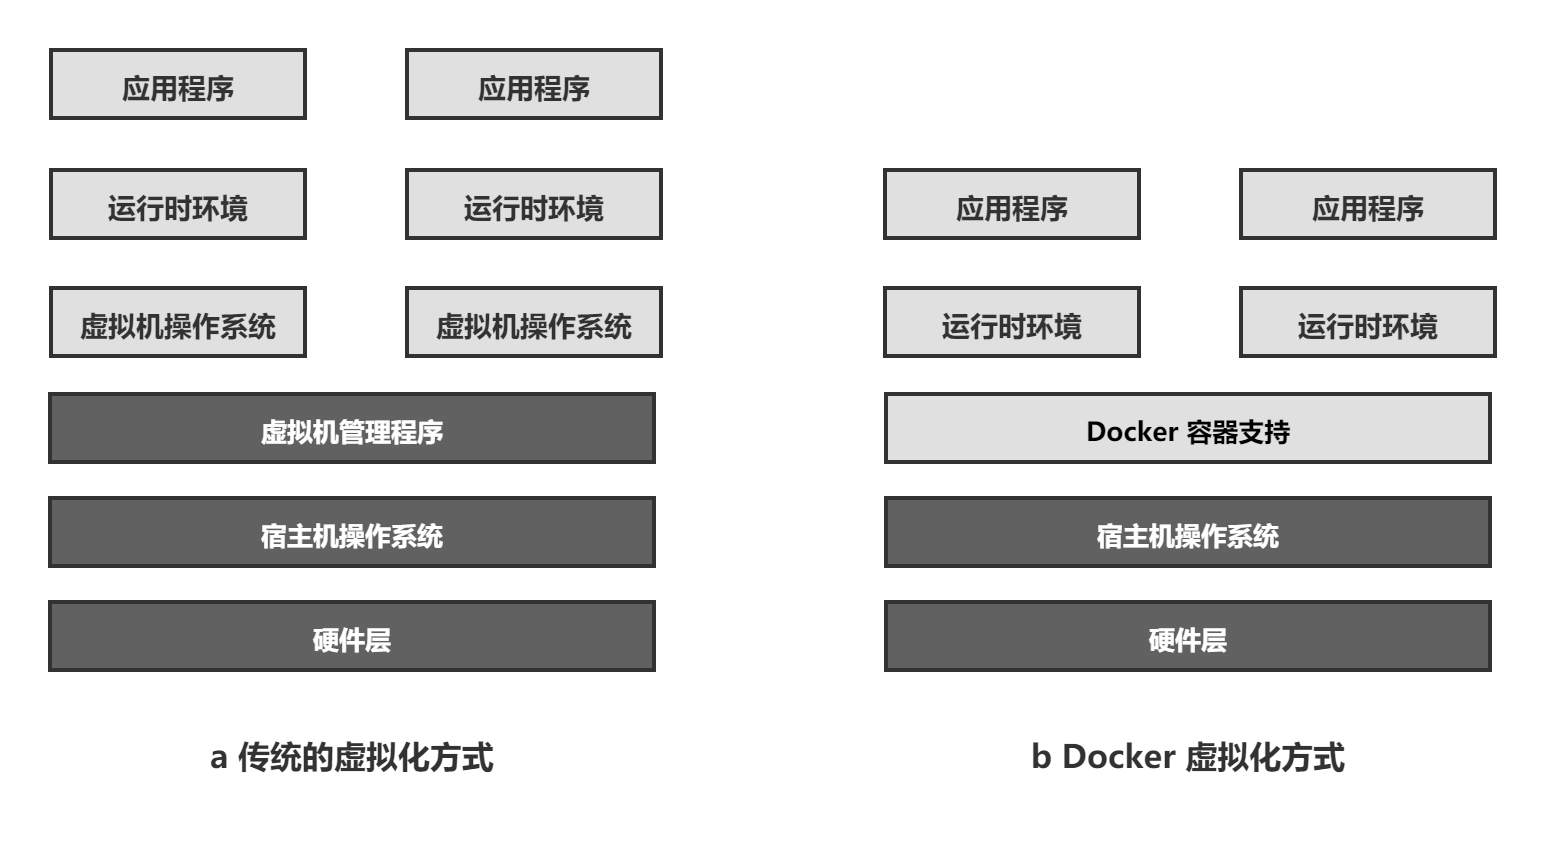 应用程序
应用程序
运行时环境
运行时环境
虚拟机操作系统
虚拟机操作系统
虚拟机管理程序
宿主机操作系统
硬件层
a 传统的虚拟化方式
应用程序
应用程序
运行时环境
运行时环境
Docker 容器支持
宿主机操作系统
硬件层
b Docker 虚拟化方式